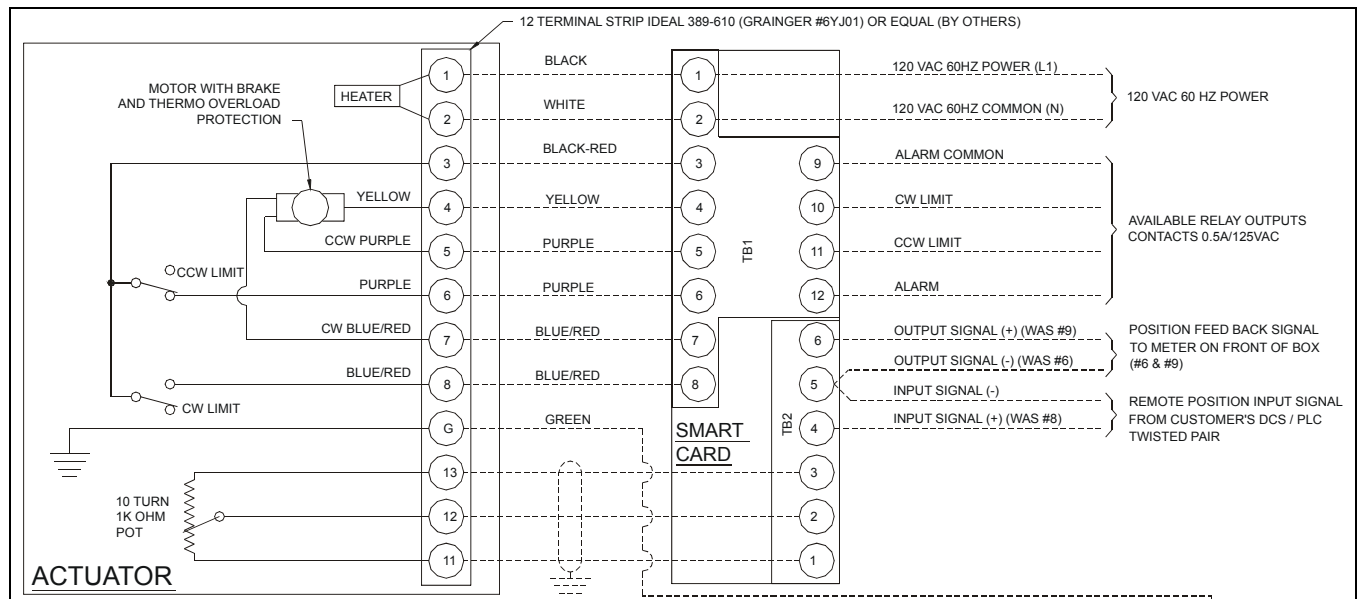 12 TERMINAL STRIP IDEAL 389-610 (GRAINGER #6YJ01) OR EQUAL (BY OTHERS)
MOTOR WITH BRAKE
AND THERMO OVERLOAD
PROTECTION
HEATER
1
BLACK
1
120 VAC 60HZ POWER (L1)
2
WHITE
2
120 VAC 60HZ COMMON (N)
120 VAC 60 HZ POWER
3
BLACK-RED
3
9
ALARM COMMON
YELLOW
4
YELLOW
4
10
CW LIMIT
CCW PURPLE
5
PURPLE
5
TB1
11
CCW LIMIT
AVAILABLE RELAY OUTPUTS
CONTACTS 0.5A/125VAC
CCW LIMIT
PURPLE
6
PURPLE
6
12
ALARM
CW BLUE/RED
7
BLUE/RED
7
6
OUTPUT SIGNAL (+) (WAS #9)
OUTPUT SIGNAL (-) (WAS #6)
POSITION FEED BACK SIGNAL
TO METER ON FRONT OF BOX
(#6 & #9)
BLUE/RED
8
BLUE/RED
8
5
INPUT SIGNAL (-)
CW LIMIT
G
GREEN
SMART
CARD
TB2
4
INPUT SIGNAL (+) (WAS #8)
REMOTE POSITION INPUT SIGNAL
FROM CUSTOMER'S DCS / PLC
TWISTED PAIR
13
3
10 TURN
1K OHM
POT
12
2
11
1
ACTUATOR